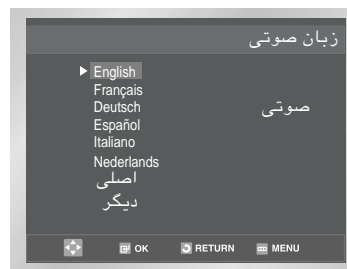 زبان صوتی
English
Français
Deutsch
صوتی
Español
Italiano
Nederlands
اصلی
دیگر
OK RETURN MENU